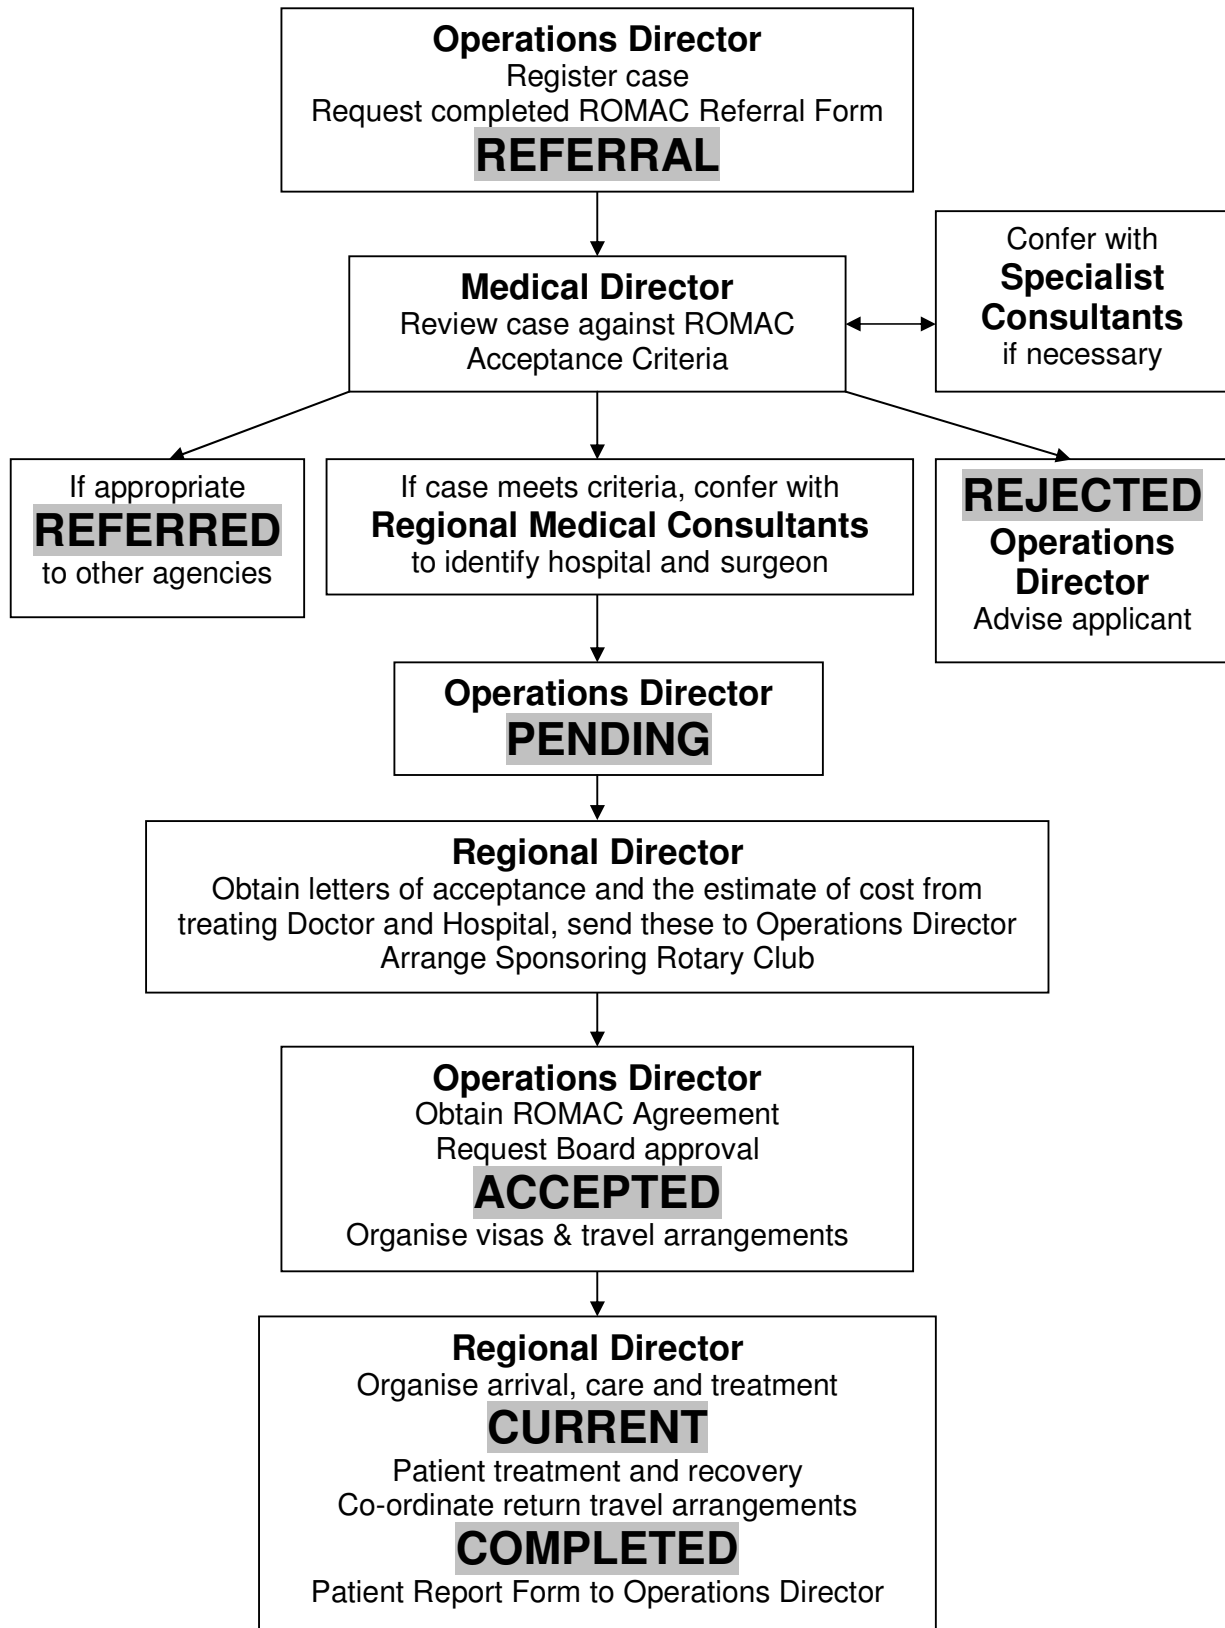 Operations Director
Register case
Request completed ROMAC Referral Form
REFERRAL
Confer with
Specialist
Consultants
if necessary
Medical Director
Review case against ROMAC
Acceptance Criteria
If appropriate
REFERRED
to other agencies
If case meets criteria, confer with
Regional Medical Consultants
to identify hospital and surgeon
REJECTED
Operations
Director
Advise applicant
Operations Director
PENDING
Regional Director
Obtain letters of acceptance and the estimate of cost from
treating Doctor and Hospital, send these to Operations Director
Arrange Sponsoring Rotary Club
Operations Director
Obtain ROMAC Agreement
Request Board approval
ACCEPTED
Organise visas & travel arrangements
Regional Director
Organise arrival, care and treatment
CURRENT
Patient treatment and recovery
Co-ordinate return travel arrangements
COMPLETED
Patient Report Form to Operations Director